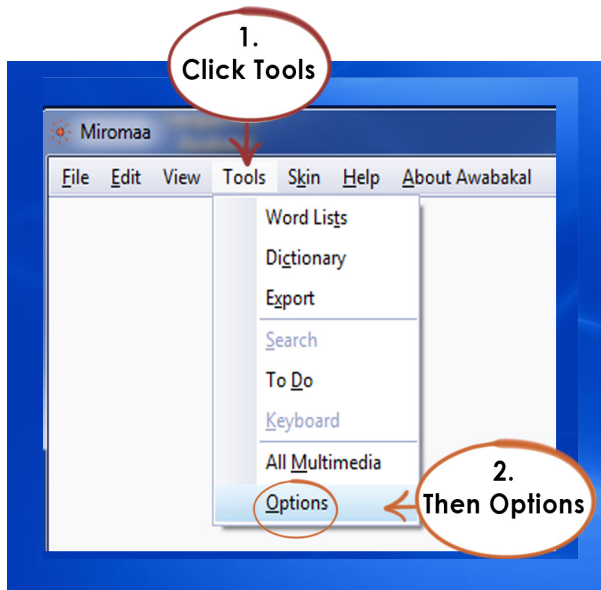 1.
Click Tools
Miromaa
File Edit View Tools Skin Help About Awabakal
Word Lists
Dictionary
Export
Search
To Do
Keyboard
All Multimedia
Options
2.
Then Options